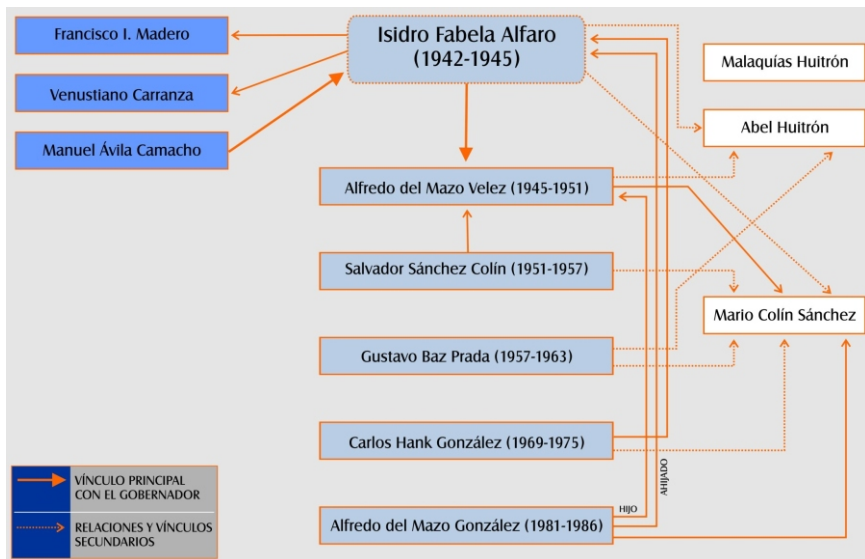 Francisco I. Madero
Isidro Fabela Alfaro
(1942-1945)
Malaquías Huitrón
Venustiano Carranza
Abel Huitrón
Manuel Ávila Camacho
Alfredo del Mazo Velez (1945-1951)
Salvador Sánchez Colín (1951-1957)
Mario Colín Sánchez
Gustavo Baz Prada (1957-1963)
Carlos Hank González (1969-1975)
AHIJADO
HIJO
Alfredo del Mazo González (1981-1986)
VÍNCULO PRINCIPAL
CON EL GOBERNADOR
RELACIONES Y VÍNCULOS
SECUNDARIOS